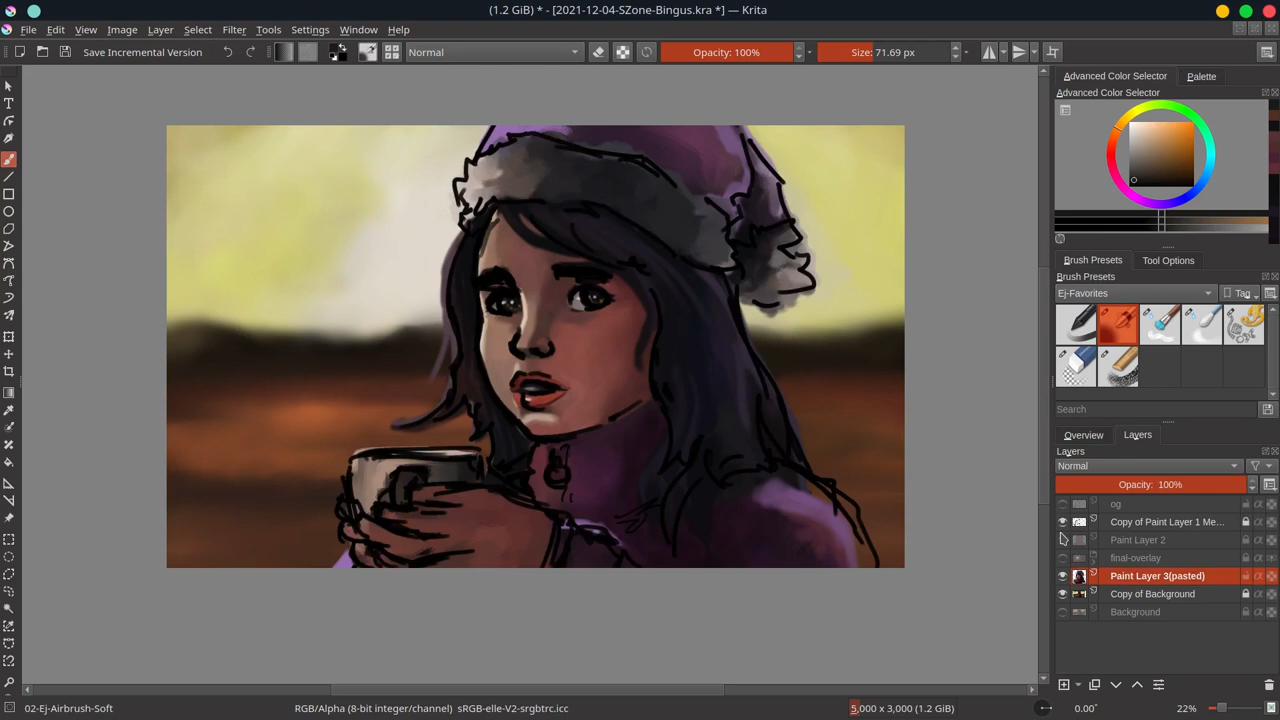 (1.2 GiB) * - [2021-12-04-SZone-Bingus.kra *] — Krita
File Edit View Image Layer Select Filter Tools Settings Window Help
Save Incremental Version Normal Opacity: 100% Size: 71.69 px
Advanced Color Selector Palette
Advanced Color Selector
Brush Presets Tool Options
Brush Presets
Ej-Favorites Tag
Search
Overview Layers
Layers
Normal
Opacity: 100%
og
Copy of Paint Layer 1 Me...
Paint Layer 2
final-overlay
Paint Layer 3(pasted)
Copy of Background
Background
02-Ej-Airbrush-Soft RGB/Alpha (8-bit integer/channel) sRGB-elle-V2-srgbtrc.icc 5,000 x 3,000 (1.2 GiB) 0.00° 22%